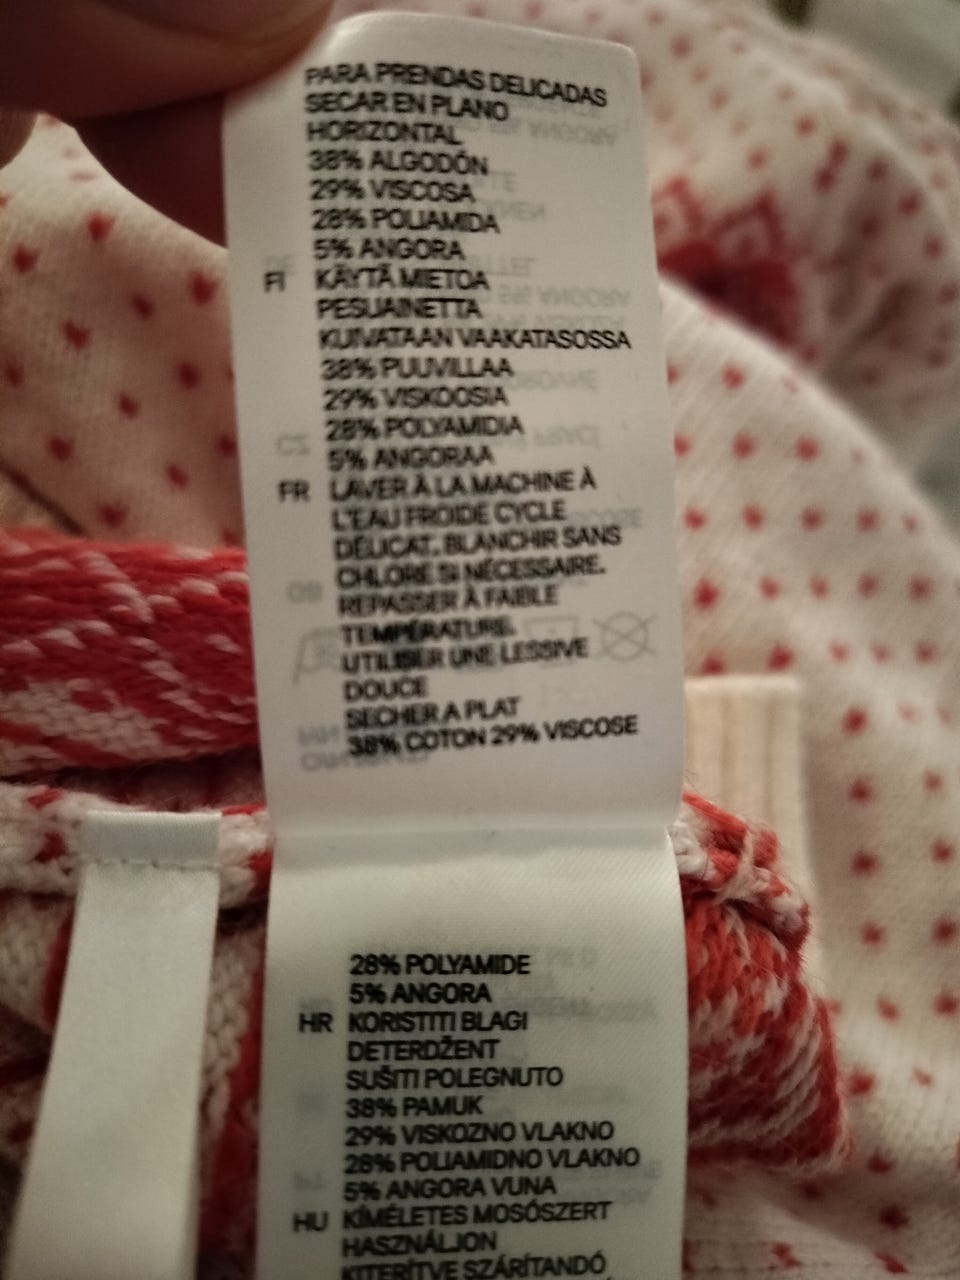 PARA PRENDAS DELICADAS
SECAR EN PLANO
HORIZONTAL
38% ALGODÓN
29% VISCOSA
28% POLIAMIDA
5% ANGORA
FI KÄYTÄ MIETOA
PESUAINETTA
KUIVATAAN VAAKATASOSSA
38% PUUVILLAA
29% VISKOOSIA
28% POLYAMIDIA
5% ANGORAA
FR LAVER À LA MACHINE À
L'EAU FROIDE CYCLE
DÉLICAT. BLANCHIR SANS
CHLORE SI NÉCESSAIRE.
REPASSER À FAIBLE
TEMPÉRATURE.
UTILISER UNE LESSIVE
DOUCE
SECHER A PLAT
38% COTON 29% VISCOSE
28% POLYAMIDE
5% ANGORA
HR KORISTITI BLAGI
DETERDŽENT
SUŠITI POLEGNUTO
38% PAMUK
29% VISKOZNO VLAKNO
28% POLIAMIDNO VLAKNO
5% ANGORA VUNA
HU KÍMÉLETES MOSÓSZERT
HASZNÁLJON
KITERÍTVE SZÁRÍTANDÓ